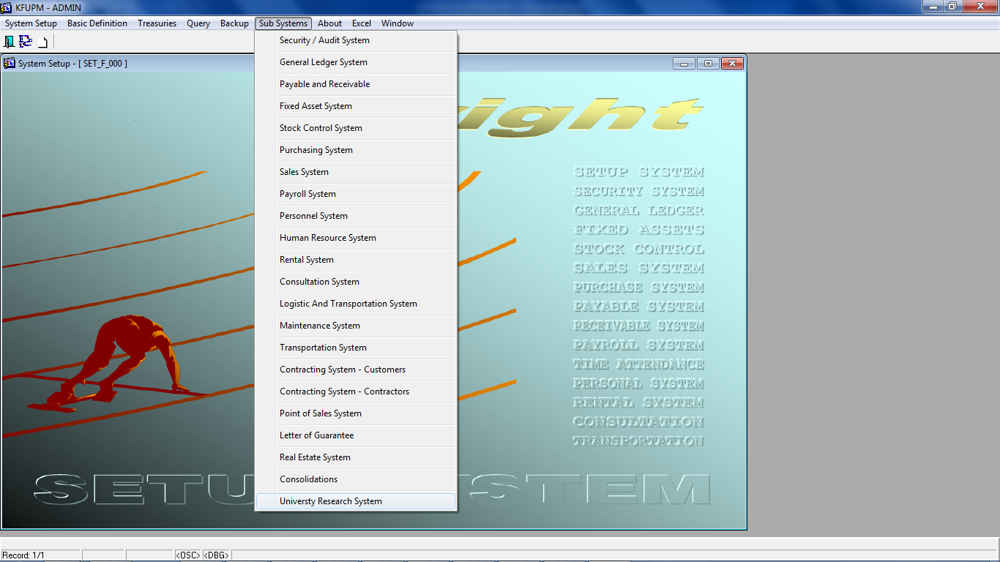 KFUPM - ADMIN
System Setup Basic Definition Treasuries Query Backup Sub Systems About Excel Window
System Setup - [ SET_F_000 ]
Security / Audit System
General Ledger System
Payable and Receivable
Fixed Asset System
Stock Control System
Purchasing System
Sales System
Payroll System
Personnel System
Human Resource System
Rental System
Consultation System
Logistic And Transportation System
Maintenance System
Transportation System
Contracting System - Customers
Contracting System - Contractors
Point of Sales System
Letter of Guarantee
Real Estate System
Consolidations
Universty Research System
ight
SETUP SYSTEM
SECURITY SYSTEM
GENERAL LEDGER
FIXED ASSETS
STOCK CONTROL
SALES SYSTEM
PURCHASE SYSTEM
PAYABLE SYSTEM
RECEIVABLE SYSTEM
PAYROLL SYSTEM
TIME ATTENDANCE
PERSONAL SYSTEM
RENTAL SYSTEM
CONSULTATION
TRANSPORTATION
SETU STEM
Record: 1/1 <OSC> <DBG>